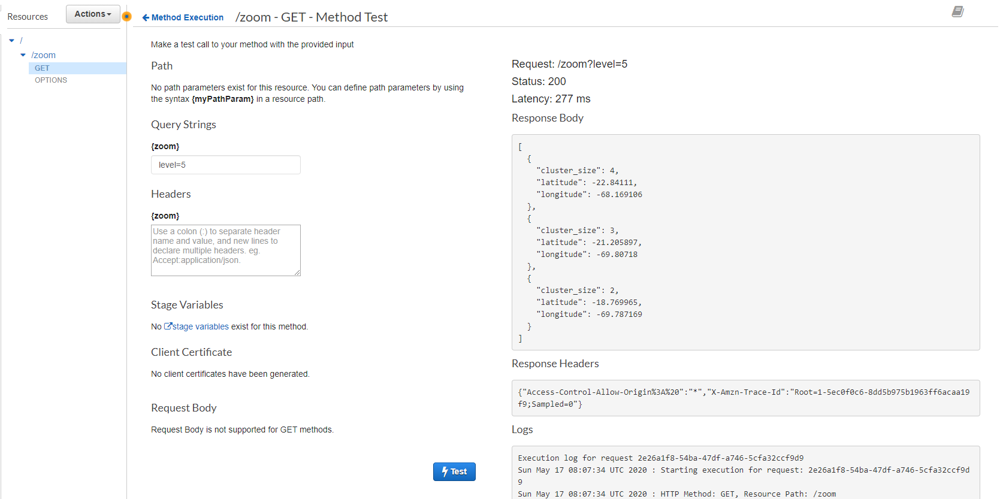 Resources
Actions
/
/zoom
GET
OPTIONS
Method Execution
/zoom - GET - Method Test
Make a test call to your method with the provided input
Path
No path parameters exist for this resource. You can define path parameters by using
the syntax {myPathParam} in a resource path.
Query Strings
{zoom}
level=5
Headers
{zoom}
Use a colon (:) to separate header
name and value, and new lines to
declare multiple headers. eg.
Accept:application/json.
Stage Variables
No stage variables exist for this method.
Client Certificate
No client certificates have been generated.
Request Body
Request Body is not supported for GET methods.
Test
Request: /zoom?level=5
Status: 200
Latency: 277 ms
Response Body
[
{
"cluster_size": 4,
"latitude": -22.84111,
"longitude": -68.169106
},
{
"cluster_size": 3,
"latitude": -21.205897,
"longitude": -69.80718
},
{
"cluster_size": 2,
"latitude": -18.769965,
"longitude": -69.787169
}
]
Response Headers
{"Access-Control-Allow-Origin%3A%20":"*","X-Amzn-Trace-Id":"Root=1-5ec0f0c6-8dd5b975b1963ff6acaa19
f9;Sampled=0"}
Logs
Execution log for request 2e26a1f8-54ba-47df-a746-5cfa32ccf9d9
Sun May 17 08:07:34 UTC 2020 : Starting execution for request: 2e26a1f8-54ba-47df-a746-5cfa32ccf9d
9
Sun May 17 08:07:34 UTC 2020 : HTTP Method: GET, Resource Path: /zoom